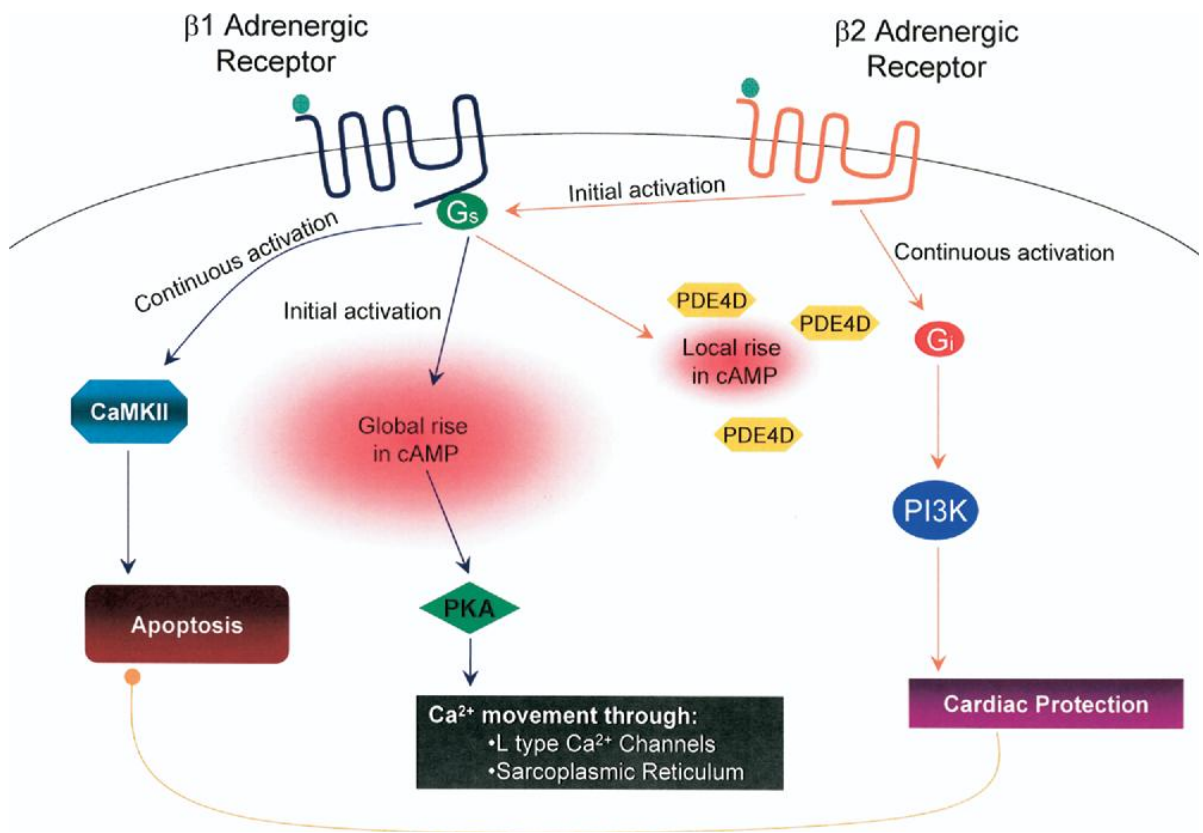 β1 Adrenergic
Receptor
β2 Adrenergic
Receptor
Initial activation
Gs
Continuous activation
Continuous activation
Initial activation
PDE4D
PDE4D
Gi
Local rise
in cAMP
CaMKII
Global rise
in cAMP
PDE4D
PI3K
PKA
Apoptosis
Cardiac Protection
Ca²⁺ movement through:
•L type Ca²⁺ Channels
•Sarcoplasmic Reticulum